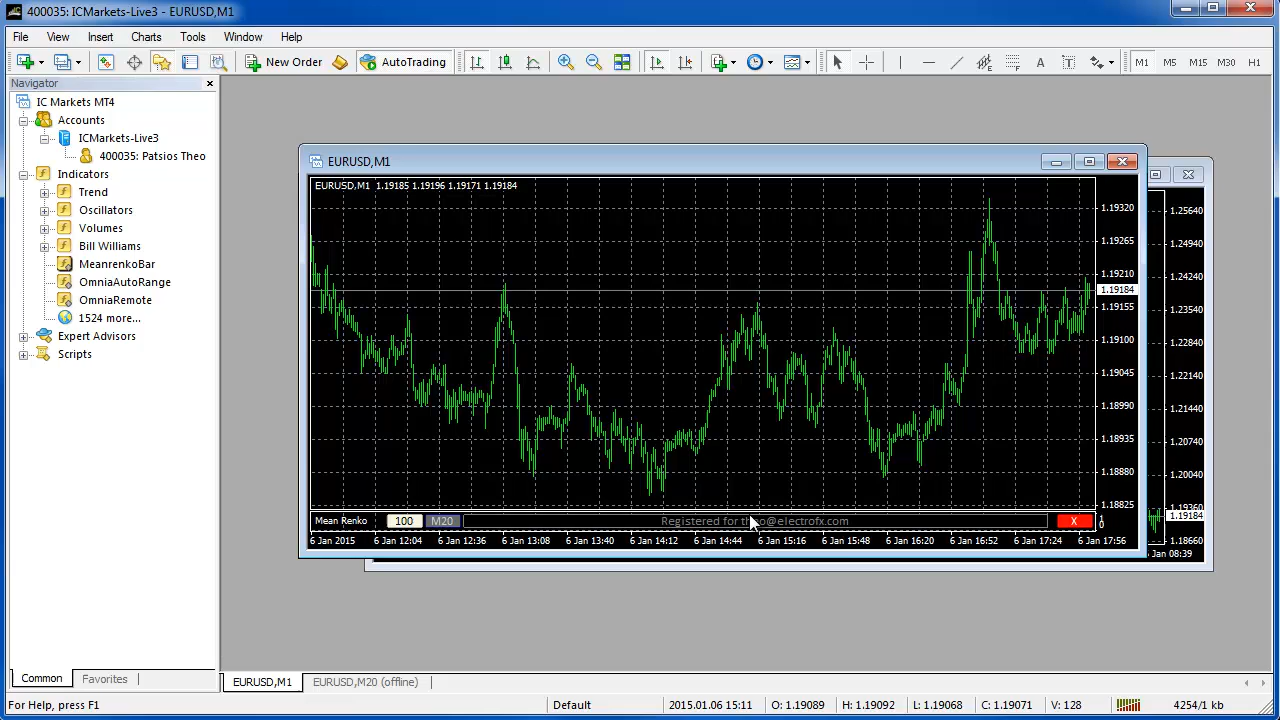 400035: ICMarkets-Live3 - EURUSD,M1
File View Insert Charts Tools Window Help
New Order AutoTrading A T M1 M5 M15 M30 H1
Navigator
IC Markets MT4
Accounts
ICMarkets-Live3
400035: Patsios Theo
Indicators
Trend
Oscillators
Volumes
Bill Williams
MeanrenkoBar
OmniaAutoRange
OmniaRemote
1524 more...
Expert Advisors
Scripts
Common Favorites
EURUSD,M1
EURUSD,M1 1.19185 1.19196 1.19171 1.19184
1.19320
1.19265
1.19210
1.19184
1.19155
1.19100
1.19045
1.18990
1.18935
1.18880
1.18825
Mean Renko 100 M20 Registered for @electrofx.com X
6 Jan 2015 6 Jan 12:04 6 Jan 12:36 6 Jan 13:08 6 Jan 13:40 6 Jan 14:12 6 Jan 14:44 6 Jan 15:16 6 Jan 15:48 6 Jan 16:20 6 Jan 16:52 6 Jan 17:24 6 Jan 17:56
1.25640
1.24940
1.24240
1.23540
1.22840
1.22140
1.21440
1.20740
1.20040
1.19360
1.19184
1.18660
Jan 08:39
EURUSD,M1 EURUSD,M20 (offline)
For Help, press F1 Default 2015.01.06 15:11 O: 1.19089 H: 1.19092 L: 1.19068 C: 1.19071 V: 128 4254/1 kb